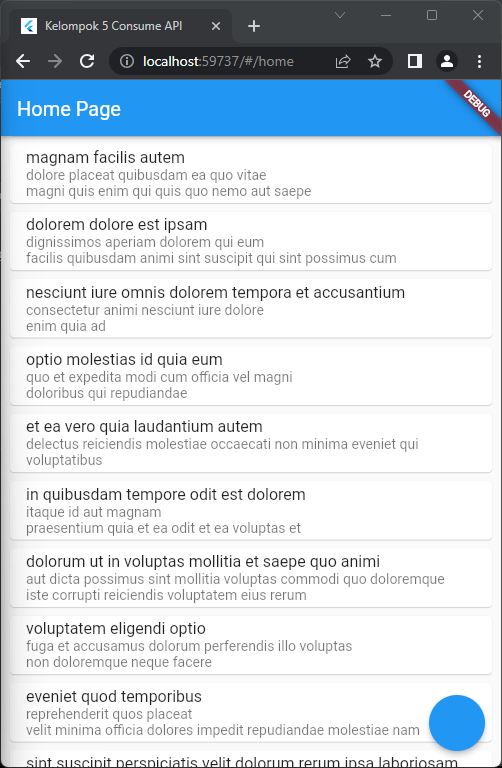 Kelompok 5 Consume API
localhost:59737/#/home
Home Page
DEBUG
magnam facilis autem
dolore placeat quibusdam ea quo vitae
magni quis enim qui quis quo nemo aut saepe
dolorem dolore est ipsam
dignissimos aperiam dolorem qui eum
facilis quibusdam animi sint suscipit qui sint possimus cum
nesciunt iure omnis dolorem tempora et accusantium
consectetur animi nesciunt iure dolore
enim quia ad
optio molestias id quia eum
quo et expedita modi cum officia vel magni
doloribus qui repudiandae
et ea vero quia laudantium autem
delectus reiciendis molestiae occaecati non minima eveniet qui
voluptatibus
in quibusdam tempore odit est dolorem
itaque id aut magnam
praesentium quia et ea odit et ea voluptas et
dolorum ut in voluptas mollitia et saepe quo animi
aut dicta possimus sint mollitia voluptas commodi quo doloremque
iste corrupti reiciendis voluptatem eius rerum
voluptatem eligendi optio
fuga et accusamus dolorum perferendis illo voluptas
non doloremque neque facere
eveniet quod temporibus
reprehenderit quos placeat
velit minima officia dolores impedit repudiandae molestiae nam
sint suscipit perspiciatis velit dolorum rerum ipsa laboriosam